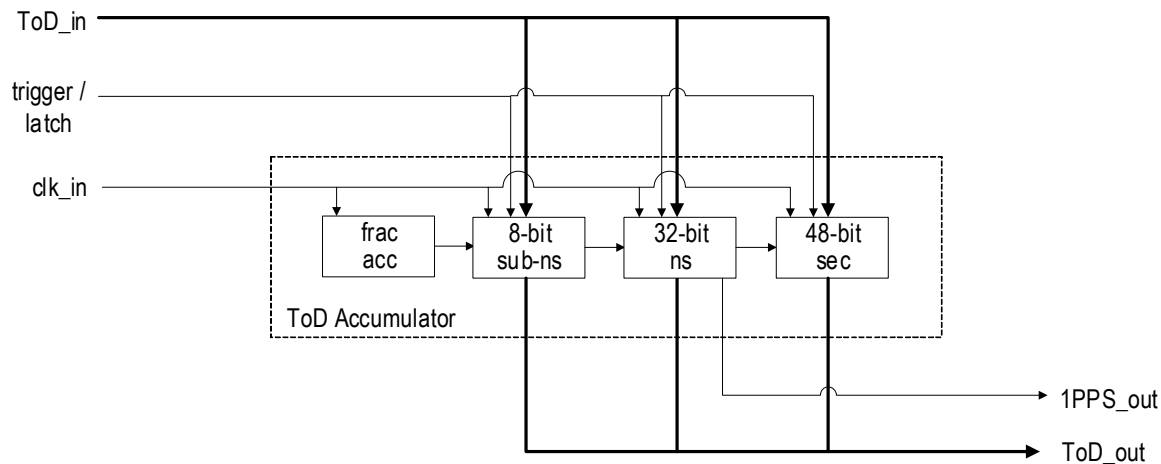 ToD_in
trigger /
latch
clk_in
frac
acc
8-bit
sub-ns
32-bit
ns
48-bit
sec
ToD Accumulator
1PPS_out
ToD_out